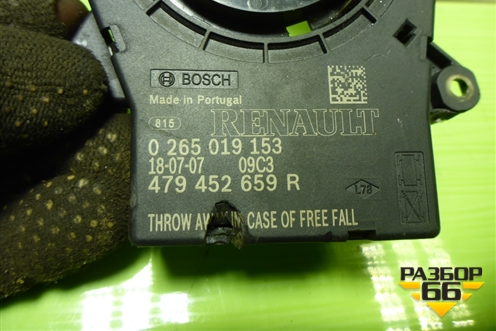 BOSCH
Made in Portugal
815
RENAULT
0 265 019 153
18-07-07 09C3
479 452 659 R
L78
THROW AWAY IN CASE OF FREE FALL
РАЗБОР
66